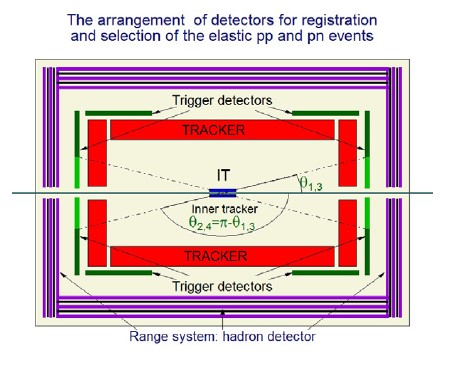 The arrangement of detectors for registration
and selection of the elastic pp and pn events
Trigger detectors
TRACKER
IT
θ1,3
Inner tracker
θ2,4=π-θ1,3
TRACKER
Trigger detectors
Range system: hadron detector